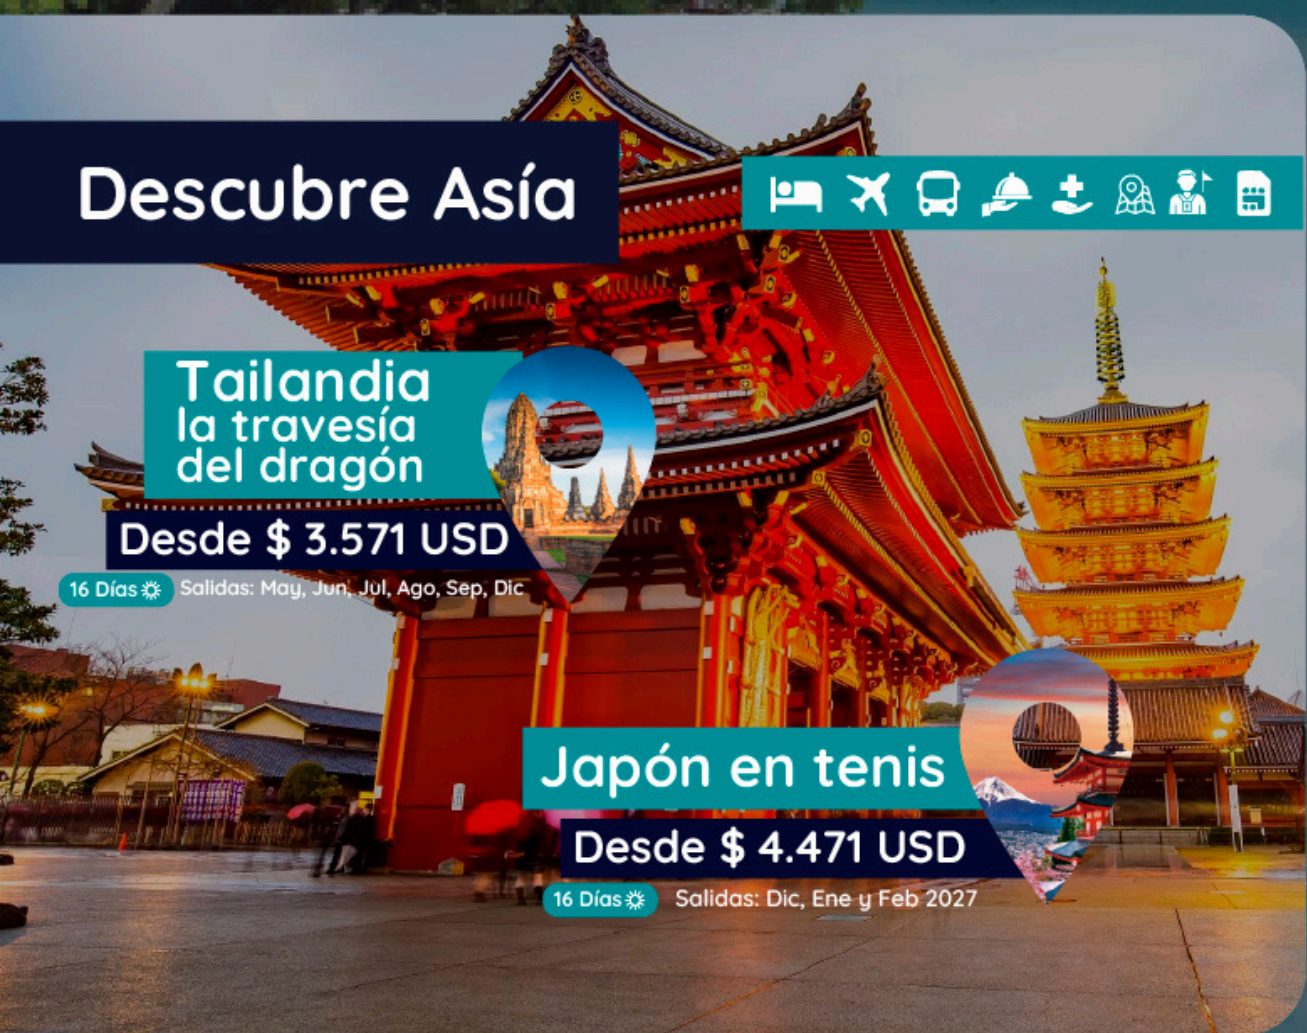 Descubre Asía
Tailandia
la travesía
del dragón
Desde $ 3.571 USD
16 Días Salidas: May, Jun, Jul, Ago, Sep, Dic
Japón en tenis
Desde $ 4.471 USD
16 Días Salidas: Dic, Ene y Feb 2027